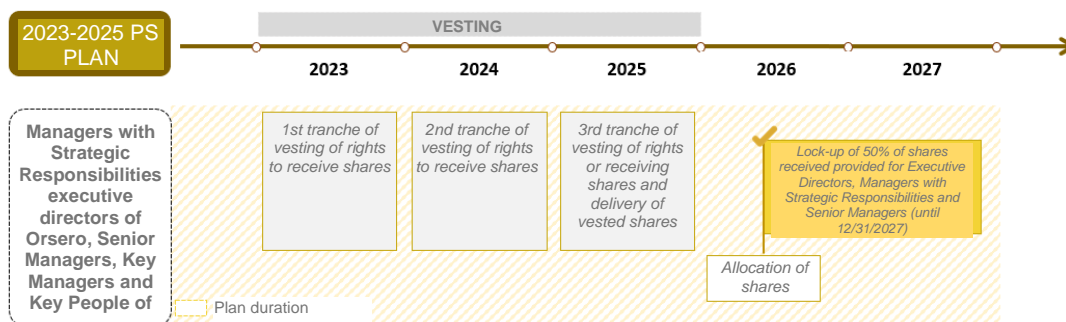 2023-2025 PS
PLAN
VESTING
2023
2024
2025
2026
2027
Managers with
Strategic
Responsibilities
executive
directors of
Orsero, Senior
Managers, Key
Managers and
Key People of
1st tranche of
vesting of rights
to receive shares
2nd tranche of
vesting of rights
to receive shares
3rd tranche of
vesting of rights
or receiving
shares and
delivery of
vested shares
Lock-up of 50% of shares
received provided for Executive
Directors, Managers with
Strategic Responsibilities and
Senior Managers (until
12/31/2027)
Allocation of
shares
Plan duration